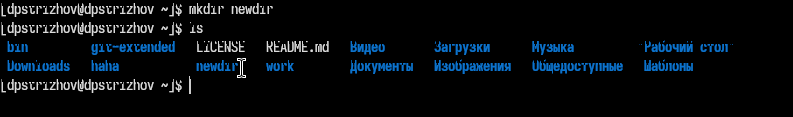 [dpstrizhov@dpstrizhov ~]$ mkdir newdir
[dpstrizhov@dpstrizhov ~]$ ls
bin git-extended LICENSE README.md Видео Загрузки Музыка 'Рабочий стол'
Downloads haha newdir work Документы Изображения Общедоступные Шаблоны
[dpstrizhov@dpstrizhov ~]$